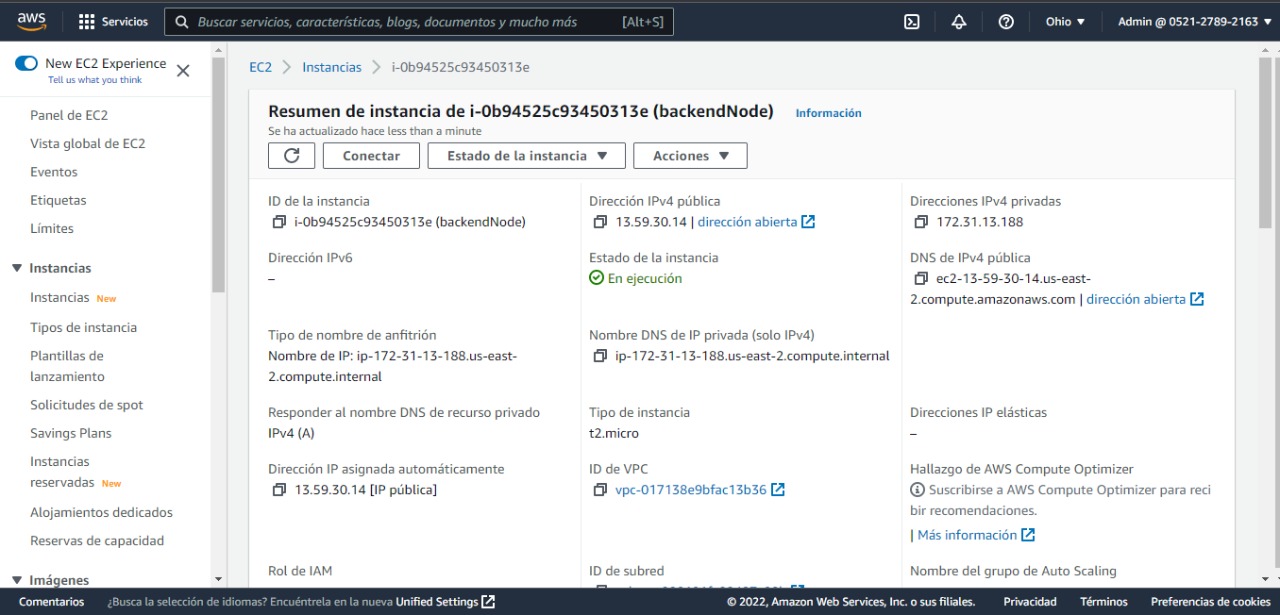 aws
Servicios
Buscar servicios, características, blogs, documentos y mucho más
[Alt+S]
Ohio
Admin @ 0521-2789-2163
New EC2 Experience
Tell us what you think
Panel de EC2
Vista global de EC2
Eventos
Etiquetas
Límites
Instancias
Instancias New
Tipos de instancia
Plantillas de
lanzamiento
Solicitudes de spot
Savings Plans
Instancias
reservadas New
Alojamientos dedicados
Reservas de capacidad
Imágenes
EC2 > Instancias > i-0b94525c93450313e
Resumen de instancia de i-0b94525c93450313e (backendNode)
Información
Se ha actualizado hace less than a minute
Conectar
Estado de la instancia
Acciones
ID de la instancia
i-0b94525c93450313e (backendNode)
Dirección IPv4 pública
13.59.30.14 | dirección abierta
Direcciones IPv4 privadas
172.31.13.188
Dirección IPv6
–
Estado de la instancia
En ejecución
DNS de IPv4 pública
ec2-13-59-30-14.us-east-
2.compute.amazonaws.com | dirección abierta
Tipo de nombre de anfitrión
Nombre de IP: ip-172-31-13-188.us-east-
2.compute.internal
Nombre DNS de IP privada (solo IPv4)
ip-172-31-13-188.us-east-2.compute.internal
Responder al nombre DNS de recurso privado
IPv4 (A)
Tipo de instancia
t2.micro
Direcciones IP elásticas
–
Dirección IP asignada automáticamente
13.59.30.14 [IP pública]
ID de VPC
vpc-017138e9bfac13b36
Hallazgo de AWS Compute Optimizer
Suscribirse a AWS Compute Optimizer para reci
bir recomendaciones.
| Más información
Rol de IAM
ID de subred
Nombre del grupo de Auto Scaling
Comentarios
¿Busca la selección de idiomas? Encuéntrela en la nueva Unified Settings
© 2022, Amazon Web Services, Inc. o sus filiales.
Privacidad
Términos
Preferencias de cookies